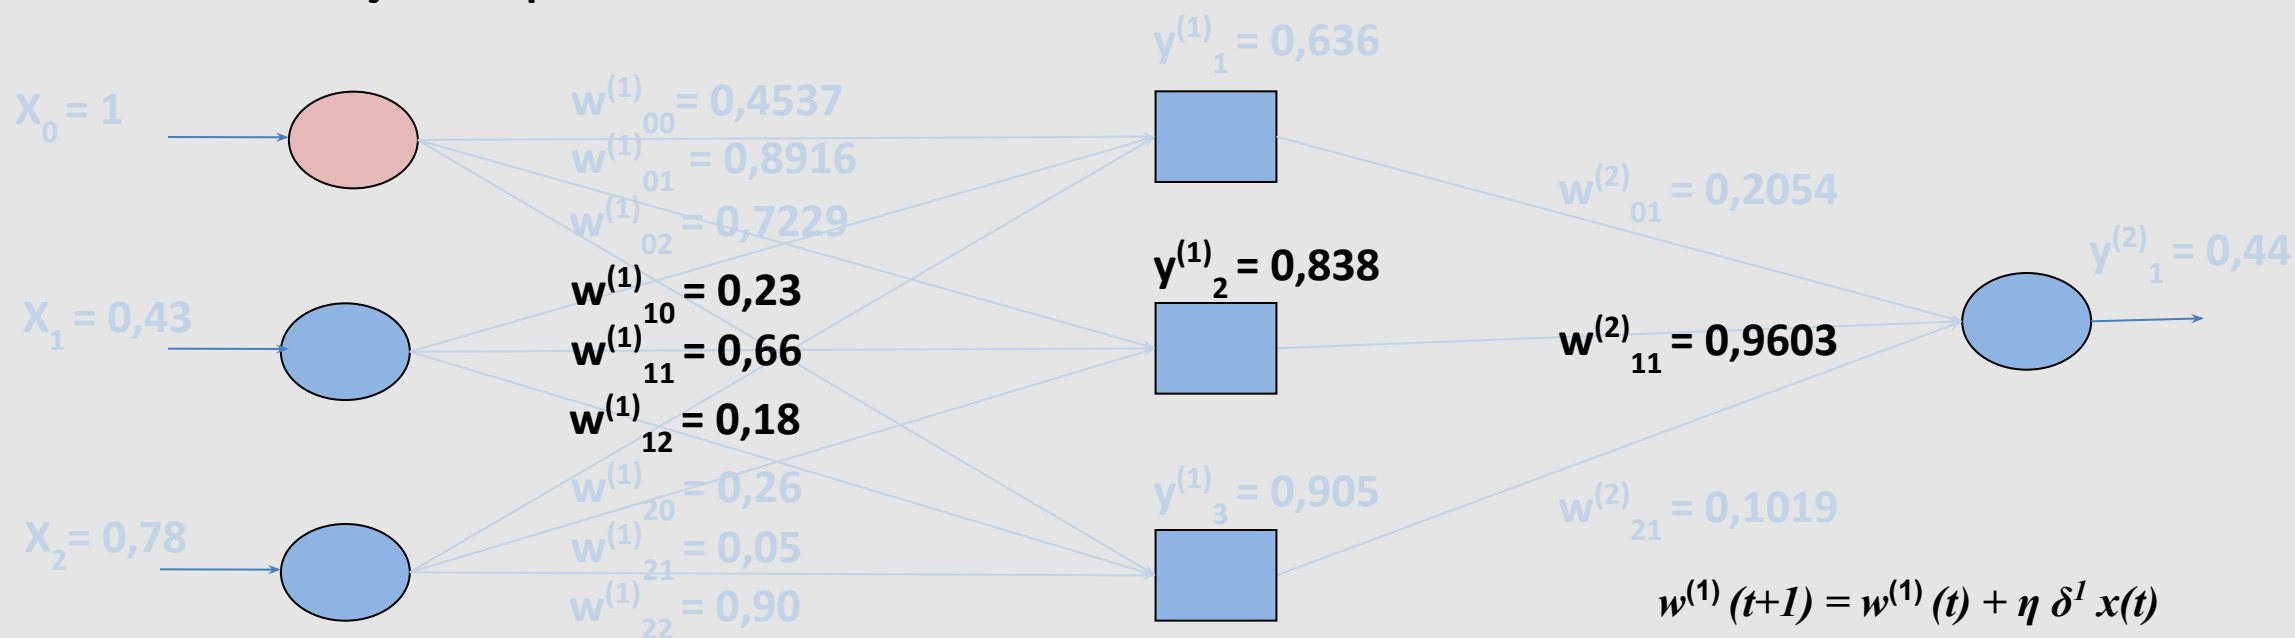 y⁽¹⁾₁ = 0,636
X₀ = 1
w⁽¹⁾₀₀ = 0,4537
w⁽¹⁾₀₁ = 0,8916
w⁽²⁾₀₁ = 0,2054
w⁽¹⁾₀₂ = 0,7229
y⁽²⁾₁ = 0,44
y⁽¹⁾₂ = 0,838
w⁽¹⁾₁₀ = 0,23
X₁ = 0,43
w⁽²⁾₁₁ = 0,9603
w⁽¹⁾₁₁ = 0,66
w⁽¹⁾₁₂ = 0,18
w⁽¹⁾₂₀ = 0,26
y⁽¹⁾₃ = 0,905
w⁽²⁾₂₁ = 0,1019
X₂ = 0,78
w⁽¹⁾₂₁ = 0,05
w⁽¹⁾₂₂ = 0,90
w⁽¹⁾ (t+1) = w⁽¹⁾ (t) + η δ¹ x(t)